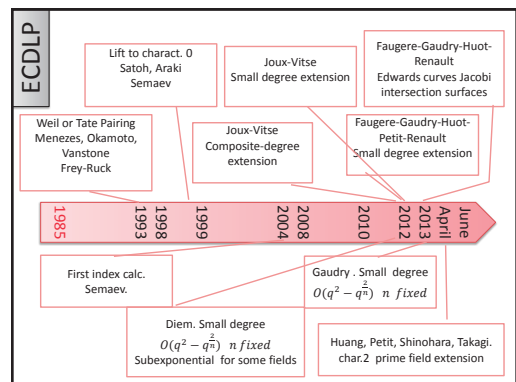 ECDLP
Lift to charact. 0
Satoh, Araki
Semaev
Joux-Vitse
Small degree extension
Faugere-Gaudry-Huot-
Renault
Edwards curves Jacobi
intersection surfaces
Weil or Tate Pairing
Menezes, Okamoto,
Vanstone
Frey-Ruck
Joux-Vitse
Composite-degree
extension
Faugere-Gaudry-Huot-
Petit-Renault
Small degree extension
1985
1993
1998
1999
2004
2008
2010
2012
2013
April
June
First index calc.
Semaev.
Diem. Small degree
O(q^2 − q^{2/n}) n fixed
Subexponential for some fields
Gaudry . Small degree
O(q^2 − q^{2/n}) n fixed
Huang, Petit, Shinohara, Takagi.
char.2 prime field extension